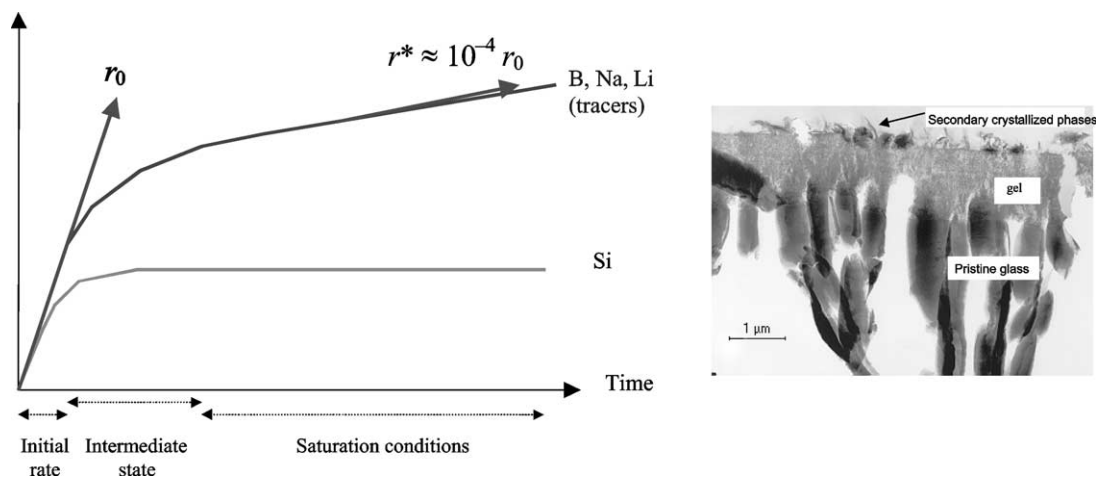 r₀
r* ≈ 10⁻⁴ r₀
B, Na, Li
(tracers)
Si
Time
Initial
rate
Intermediate
state
Saturation conditions
Secondary crystallized phases
gel
Pristine glass
1 µm